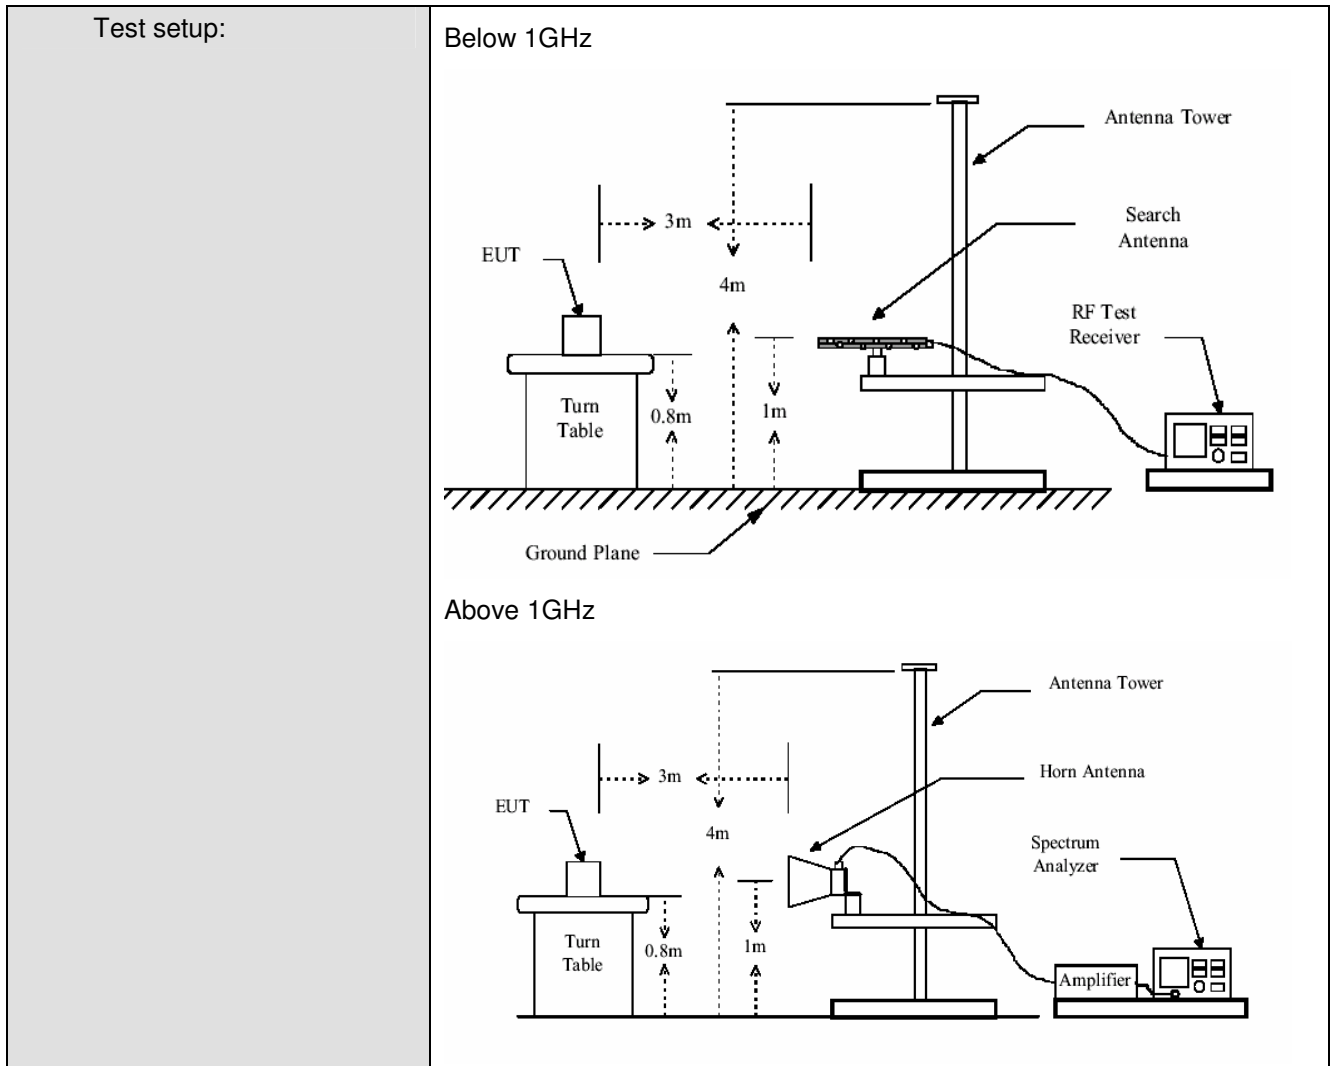 Test setup:
Below 1GHz
Antenna Tower
Search
Antenna
3m
EUT
4m
RF Test
Receiver
Turn
Table
0.8m
1m
Ground Plane
Above 1GHz
Antenna Tower
Horn Antenna
3m
EUT
4m
Spectrum
Analyzer
Turn
Table
0.8m
1m
Amplifier